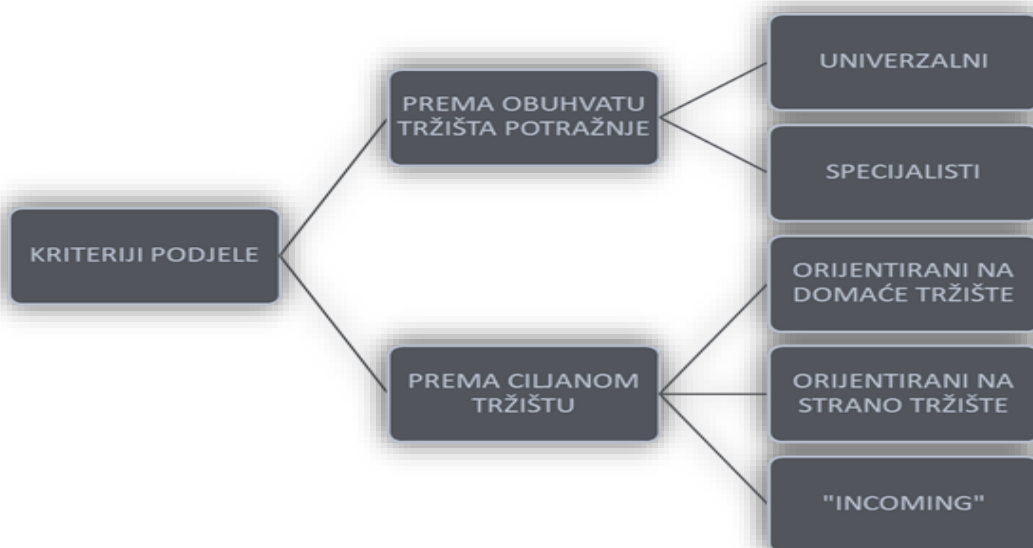 KRITERIJI PODJELE
PREMA OBUHVATU
TRŽIŠTA POTRAŽNJE
UNIVERZALNI
SPECIJALISTI
PREMA CILJANOM
TRŽIŠTU
ORIJENTIRANI NA
DOMAĆE TRŽIŠTE
ORIJENTIRANI NA
STRANO TRŽIŠTE
"INCOMING"